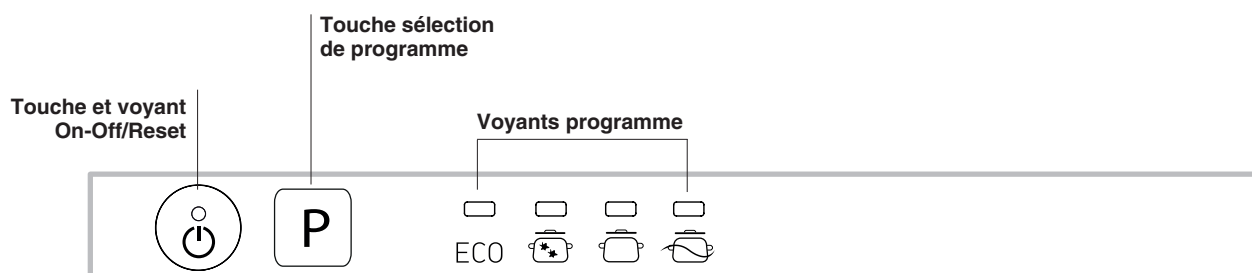 Touche sélection
de programme
Touche et voyant
On-Off/Reset
Voyants programme
P
ECO